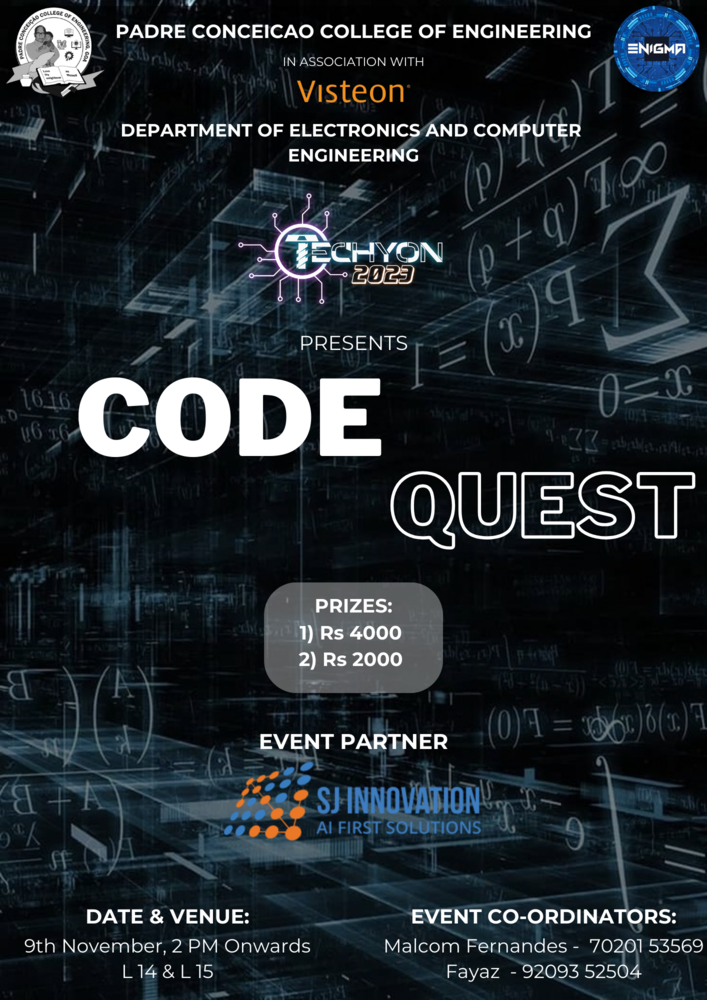 PADRE CONCEICAO COLLEGE OF ENGINEERING
ENIGMA
IN ASSOCIATION WITH
Visteon
DEPARTMENT OF ELECTRONICS AND COMPUTER
ENGINEERING
TECHYON
2023
PRESENTS
CODE
QUEST
PRIZES:
1) Rs 4000
2) Rs 2000
EVENT PARTNER
SJ INNOVATION
AI FIRST SOLUTIONS
DATE & VENUE:
9th November, 2 PM Onwards
L 14 & L 15
EVENT CO-ORDINATORS:
Malcom Fernandes - 70201 53569
Fayaz - 92093 52504